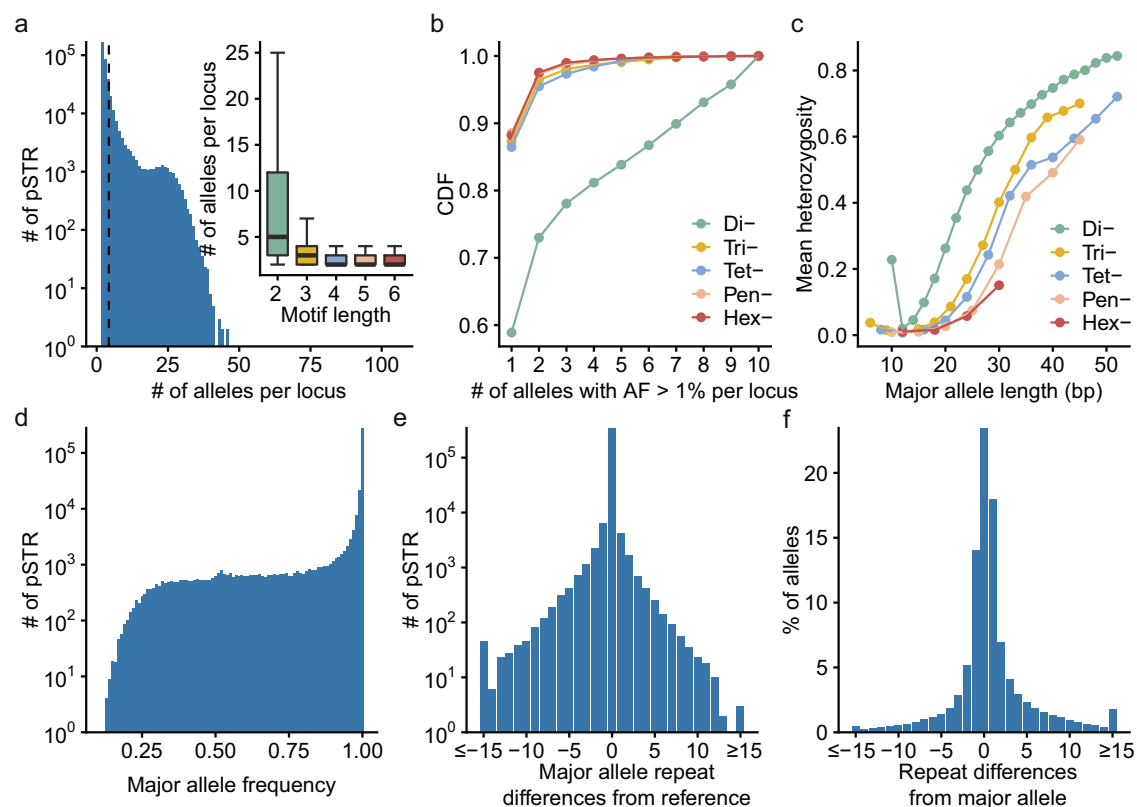 a
# of pSTR
10^5
10^4
10^3
10^2
10^1
10^0
0
25
50
75
100
# of alleles per locus
# of alleles per locus
25
20
15
10
5
2
3
4
5
6
Motif length
b
CDF
1.0
0.9
0.8
0.7
0.6
1 2 3 4 5 6 7 8 9 10
# of alleles with AF > 1% per locus
Di-
Tri-
Tet-
Pen-
Hex-
c
Mean heterozygosity
0.8
0.6
0.4
0.2
0.0
10 20 30 40 50
Major allele length (bp)
Di-
Tri-
Tet-
Pen-
Hex-
d
# of pSTR
10^5
10^4
10^3
10^2
10^1
10^0
0.25 0.50 0.75 1.00
Major allele frequency
e
# of pSTR
10^5
10^4
10^3
10^2
10^1
10^0
≤-15 -10 -5 0 5 10 ≥15
Major allele repeat
differences from reference
f
% of alleles
20
15
10
5
0
≤-15 -10 -5 0 5 10 ≥15
Repeat differences
from major allele